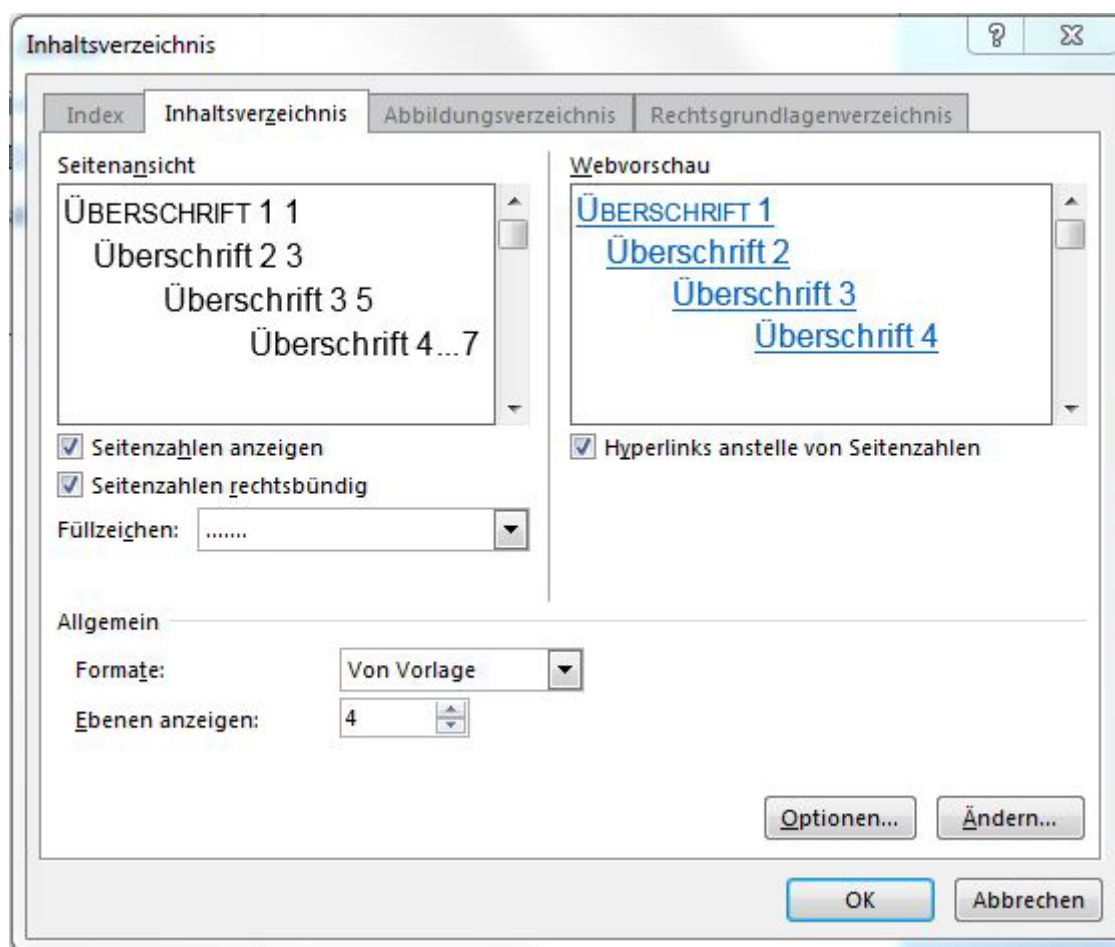 Inhaltsverzeichnis
?
Index Inhaltsverzeichnis Abbildungsverzeichnis Rechtsgrundlagenverzeichnis
Seitenansicht
ÜBERSCHRIFT 1 1
Überschrift 2 3
Überschrift 3 5
Überschrift 4...7
Seitenzahlen anzeigen
Seitenzahlen rechtsbündig
Füllzeichen: .......
Webvorschau
ÜBERSCHRIFT 1
Überschrift 2
Überschrift 3
Überschrift 4
Hyperlinks anstelle von Seitenzahlen
Allgemein
Formate: Von Vorlage
Ebenen anzeigen: 4
Optionen... Ändern...
OK Abbrechen